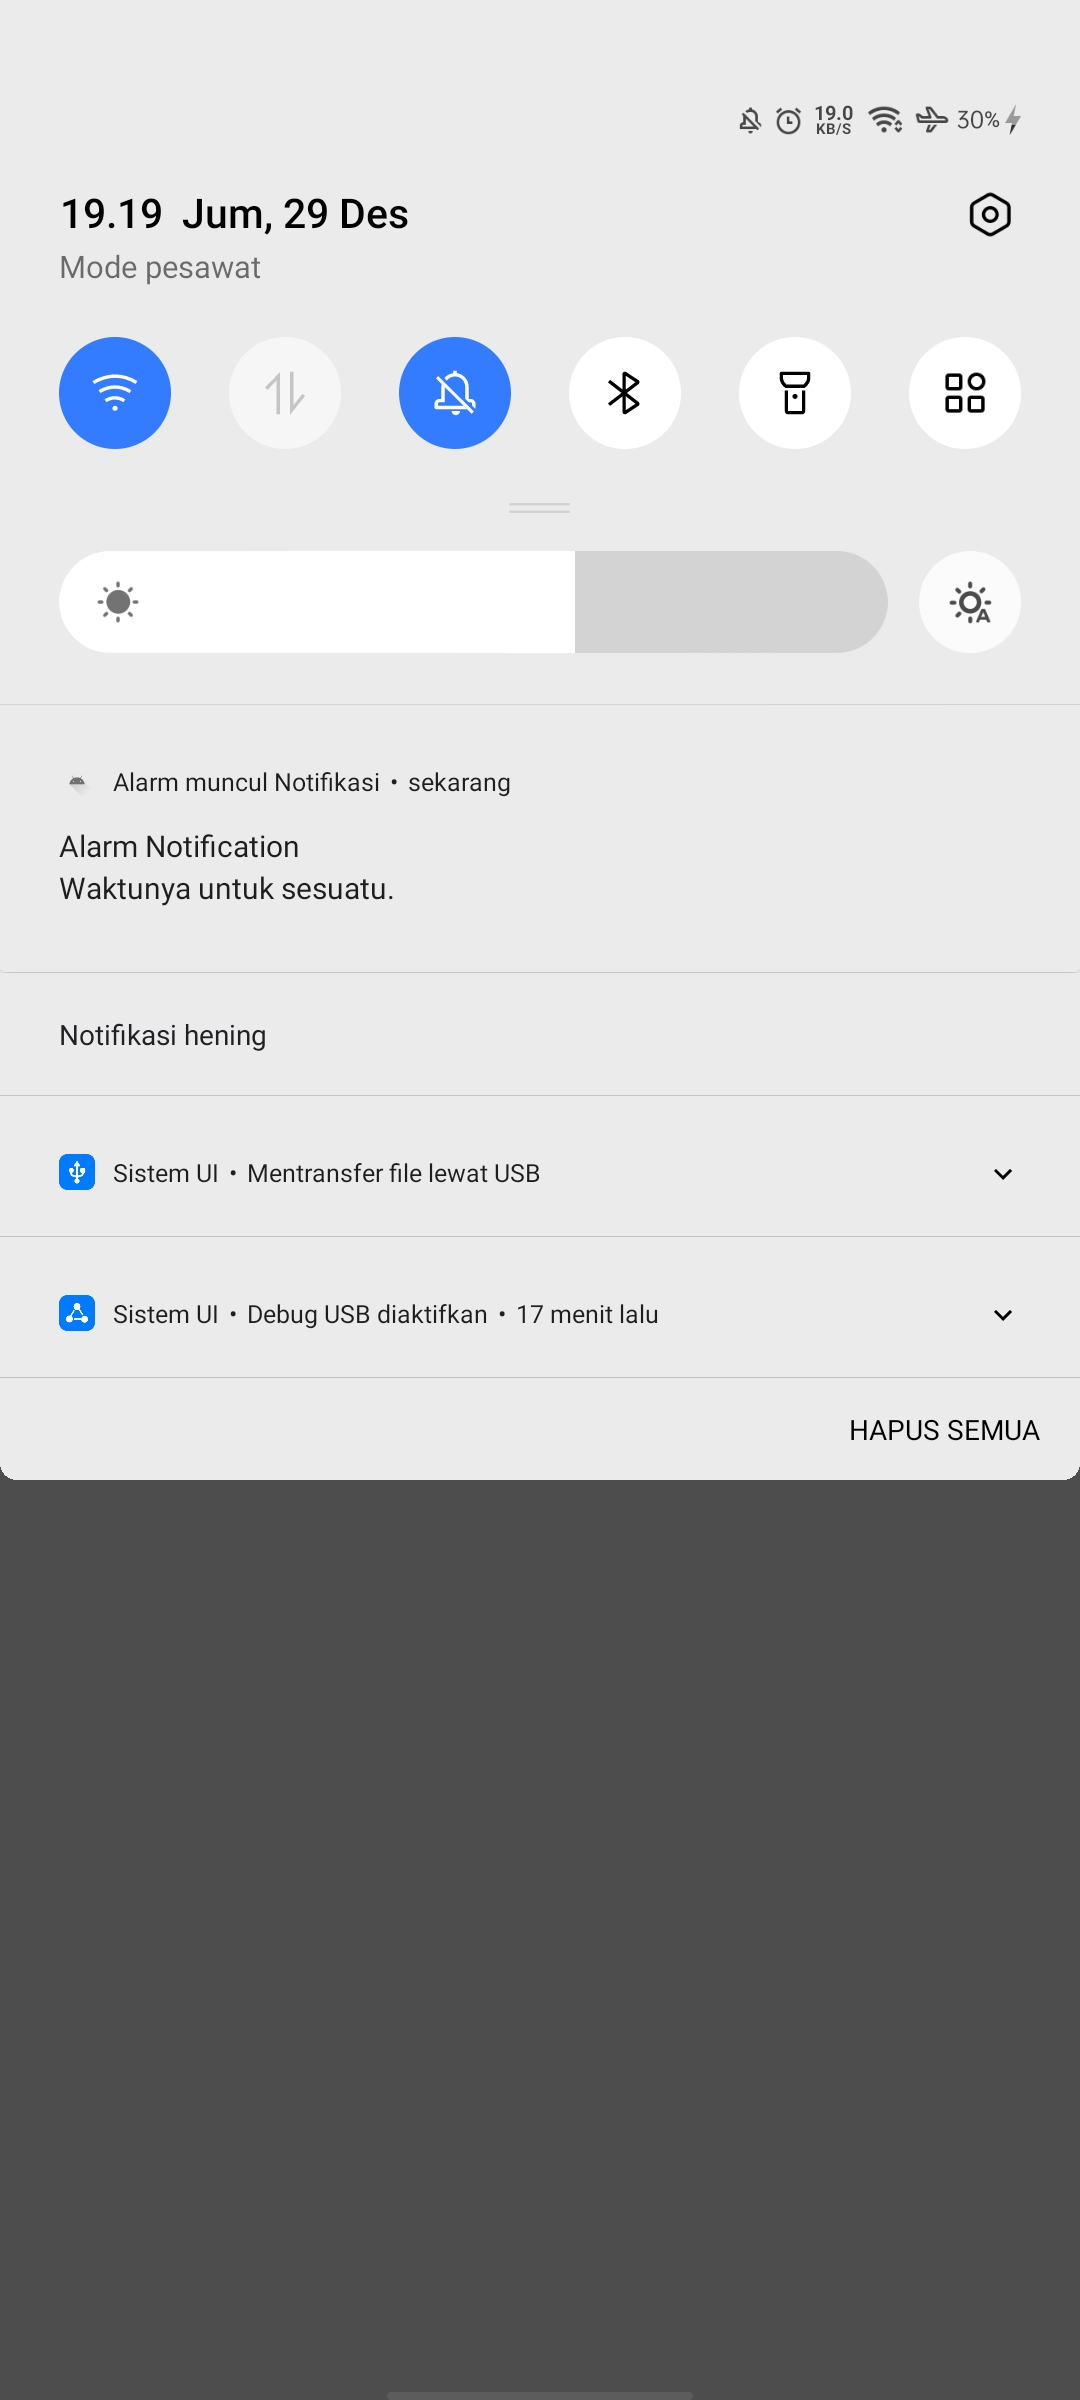 19.0
KB/S
30%
19.19 Jum, 29 Des
Mode pesawat
A
Alarm muncul Notifikasi • sekarang
Alarm Notification
Waktunya untuk sesuatu.
Notifikasi hening
Sistem UI • Mentransfer file lewat USB
Sistem UI • Debug USB diaktifkan • 17 menit lalu
HAPUS SEMUA